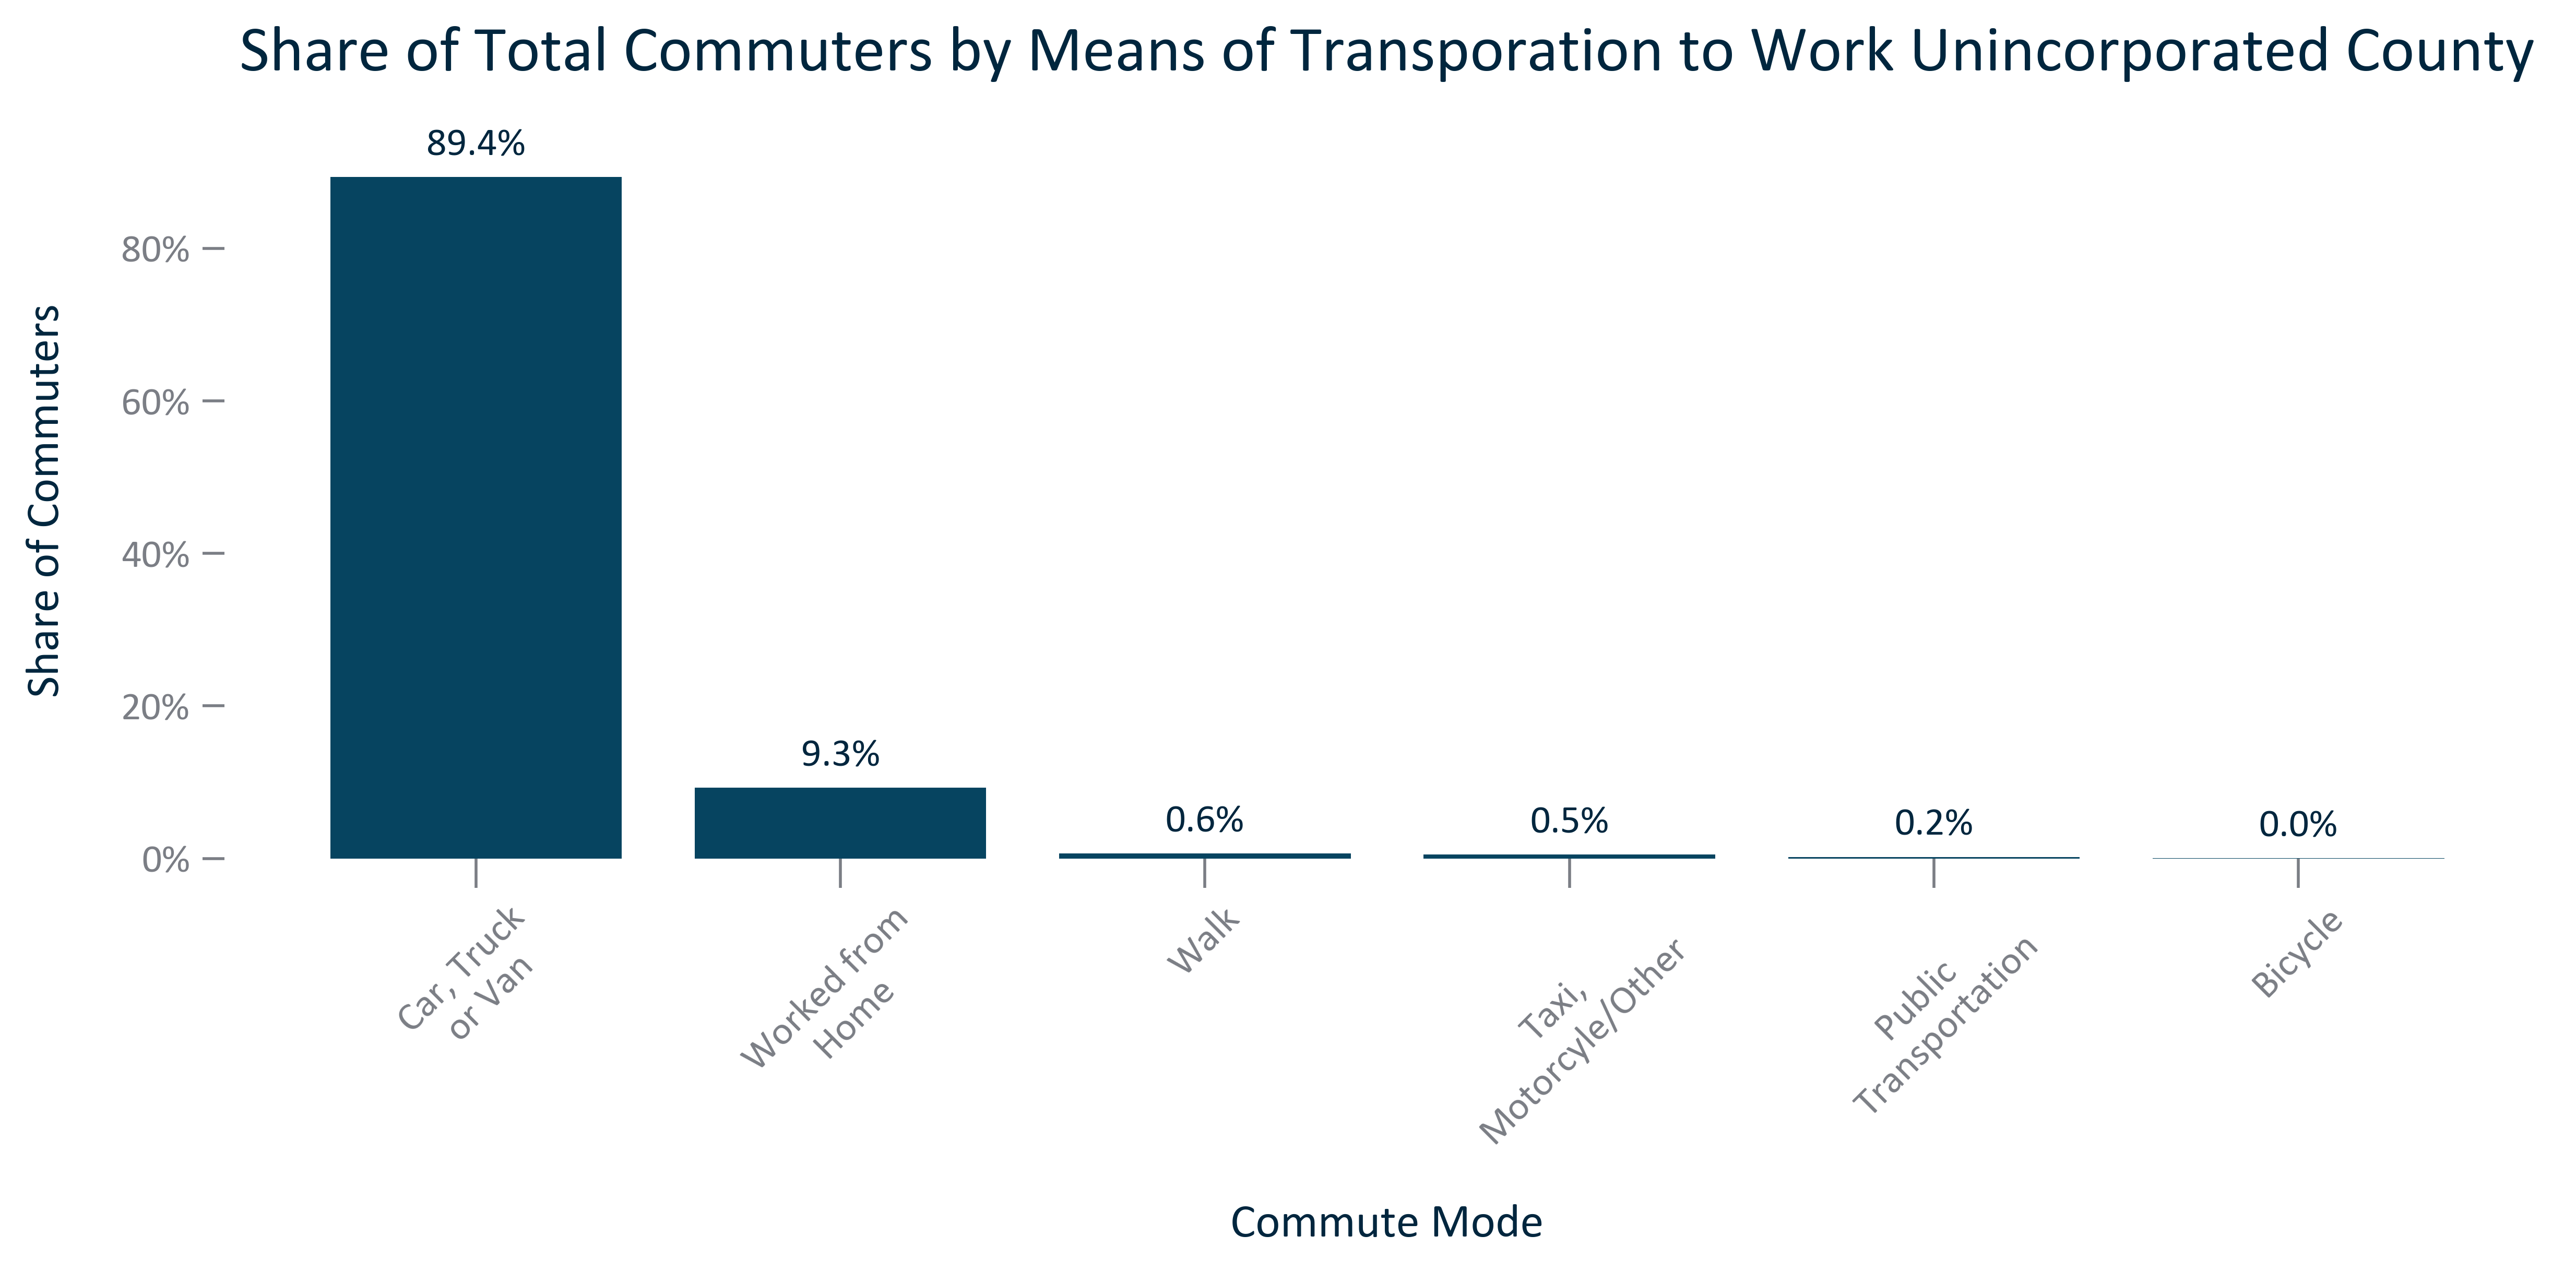 Share of Total Commuters by Means of Transporation to Work Unincorporated County
89.4%
80%
60%
40%
20%
0%
Share of Commuters
9.3%
0.6%
0.5%
0.2%
0.0%
Car, Truck
or Van
Worked from
Home
Walk
Taxi,
Motorcyle/Other
Public
Transportation
Bicycle
Commute Mode